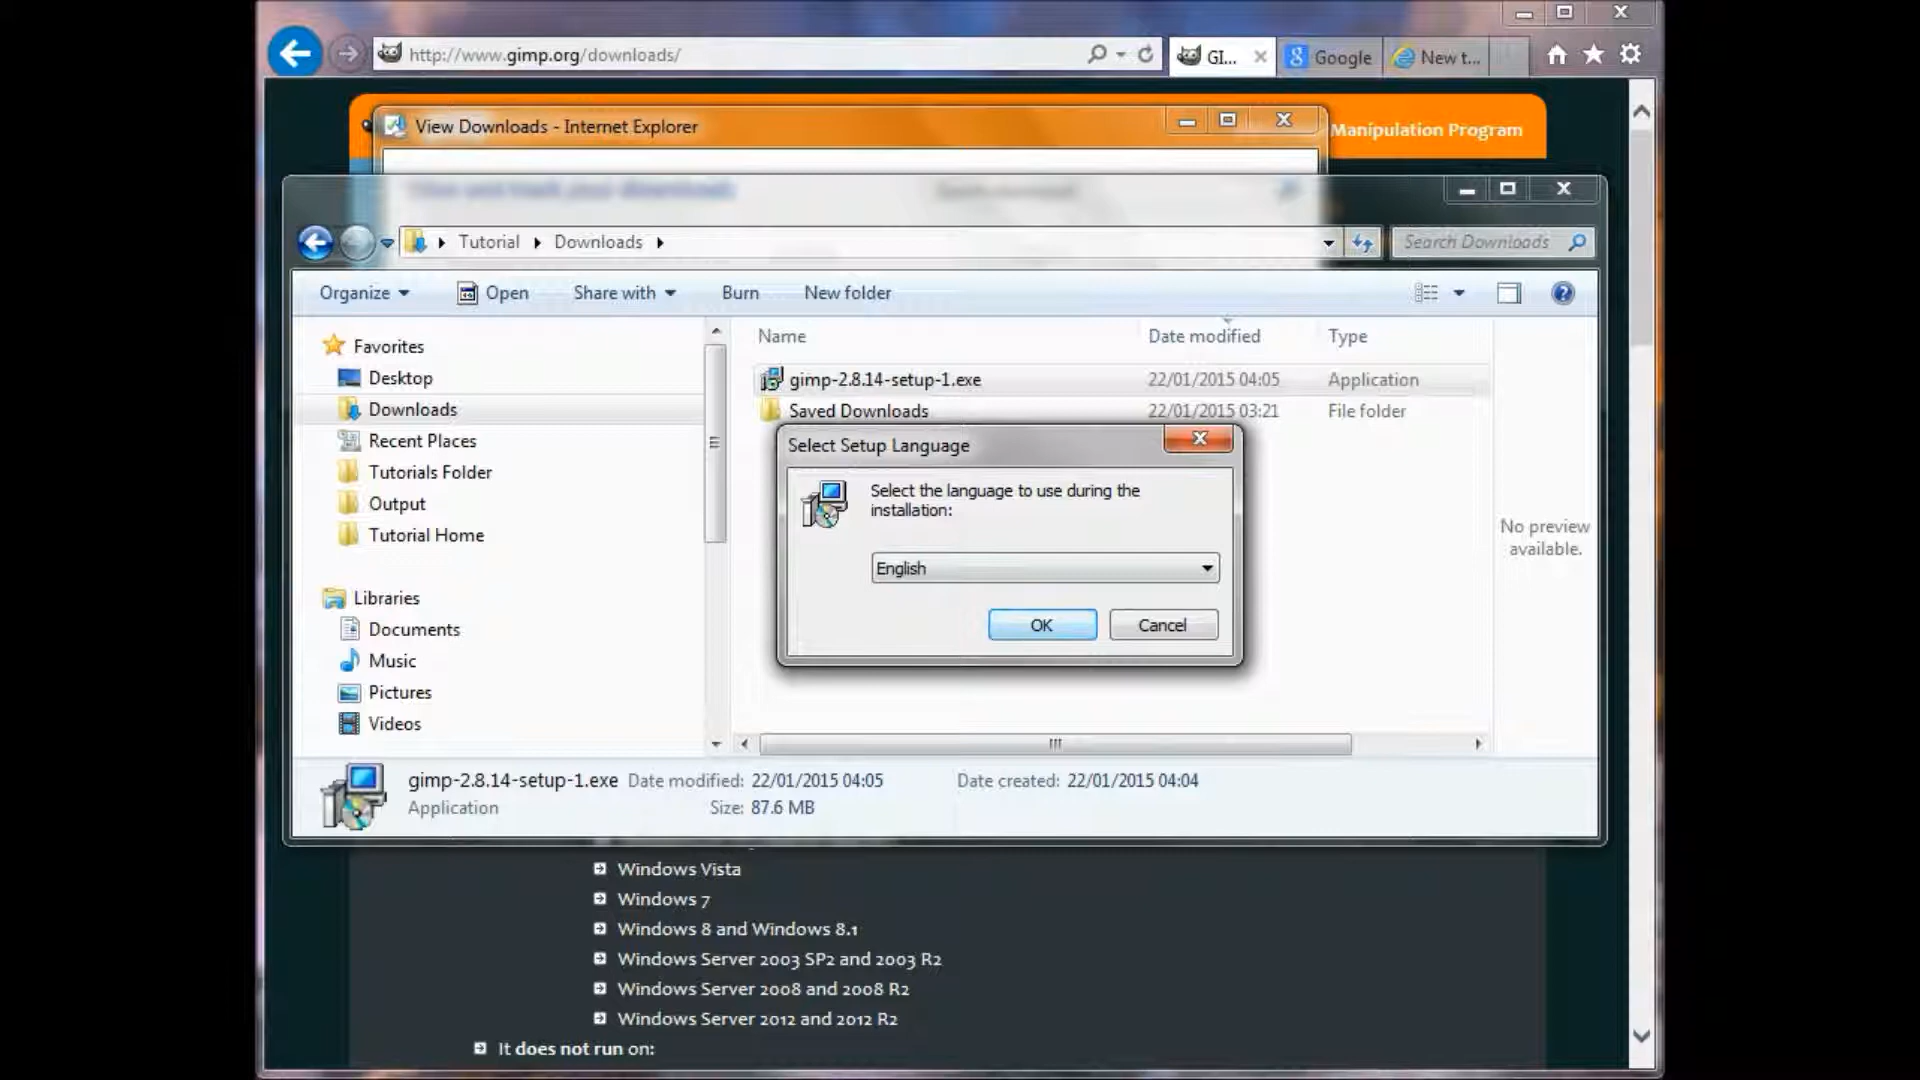 http://www.gimp.org/downloads/
GI...
Google
New t...
View Downloads - Internet Explorer
Manipulation Program
Tutorial
Downloads
Search Downloads
Organize
Open
Share with
Burn
New folder
Favorites
Desktop
Downloads
Recent Places
Tutorials Folder
Output
Tutorial Home
Libraries
Documents
Music
Pictures
Videos
Name
Date modified
Type
gimp-2.8.14-setup-1.exe
22/01/2015 04:05
Application
Saved Downloads
22/01/2015 03:21
File folder
No preview
available.
Select Setup Language
Select the language to use during the
installation:
English
OK
Cancel
gimp-2.8.14-setup-1.exe
Date modified: 22/01/2015 04:05
Date created: 22/01/2015 04:04
Application
Size: 87.6 MB
Windows Vista
Windows 7
Windows 8 and Windows 8.1
Windows Server 2003 SP2 and 2003 R2
Windows Server 2008 and 2008 R2
Windows Server 2012 and 2012 R2
It does not run on: